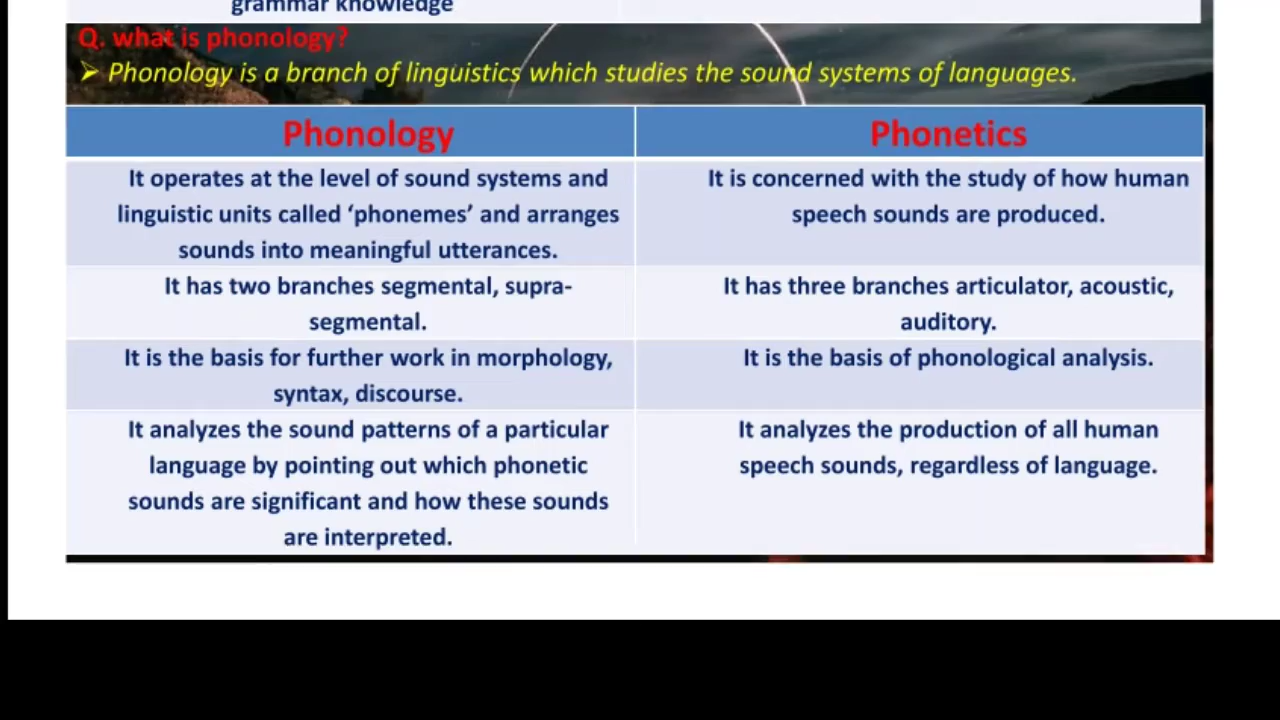 grammar knowledge
Q. what is phonology?
➢ Phonology is a branch of linguistics which studies the sound systems of languages.
Phonology
Phonetics
It operates at the level of sound systems and
linguistic units called ‘phonemes’ and arranges
sounds into meaningful utterances.
It is concerned with the study of how human
speech sounds are produced.
It has two branches segmental, supra-
segmental.
It has three branches articulator, acoustic,
auditory.
It is the basis for further work in morphology,
syntax, discourse.
It is the basis of phonological analysis.
It analyzes the sound patterns of a particular
language by pointing out which phonetic
sounds are significant and how these sounds
are interpreted.
It analyzes the production of all human
speech sounds, regardless of language.